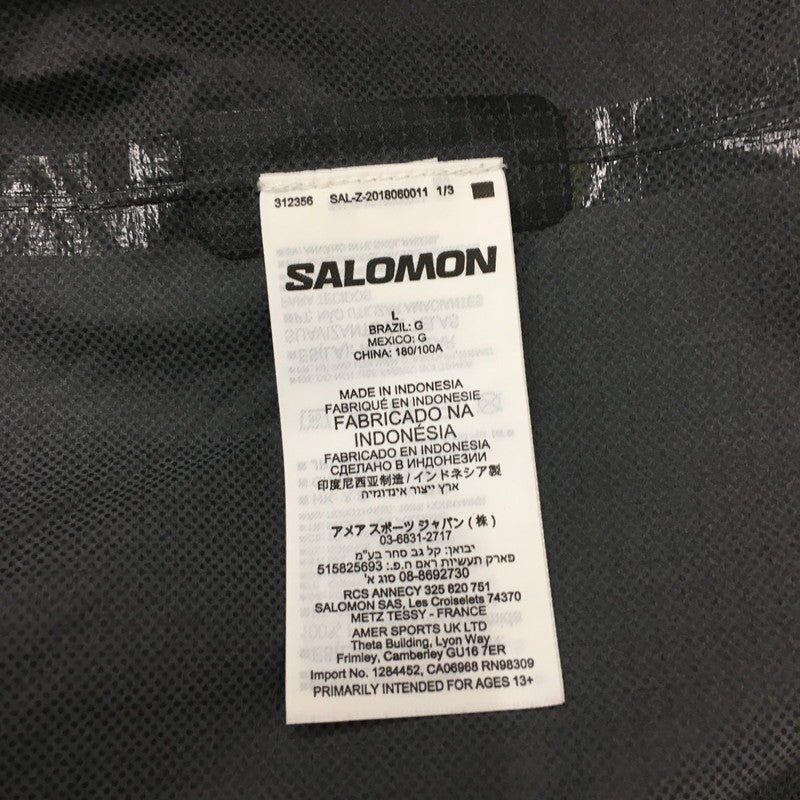 312356 SAL-Z-2018060011 1/3
SALOMON
L
BRAZIL: G
MEXICO: G
CHINA: 180/100A
MADE IN INDONESIA
FABRIQUÉ EN INDONESIE
FABRICADO NA
INDONÉSIA
FABRICADO EN INDONESIA
СДЕЛАНО В ИНДОНЕЗИИ
印度尼西亚制造 / インドネシア製
ארץ ייצור אינדונזיה
アメア スポーツ ジャパン ( 株 )
03-6831-2717
יבואן: קל גב סחר בע"מ
פארק תעשיות ראם ח.פ.: 515825693
08-8692730 סוג א'
RCS ANNECY 325 820 751
SALOMON SAS, Les Croiselets 74370
METZ TESSY - FRANCE
AMER SPORTS UK LTD
Theta Building, Lyon Way
Frimley, Camberley GU16 7ER
Import No. 1284452, CA06968 RN98309
PRIMARILY INTENDED FOR AGES 13+